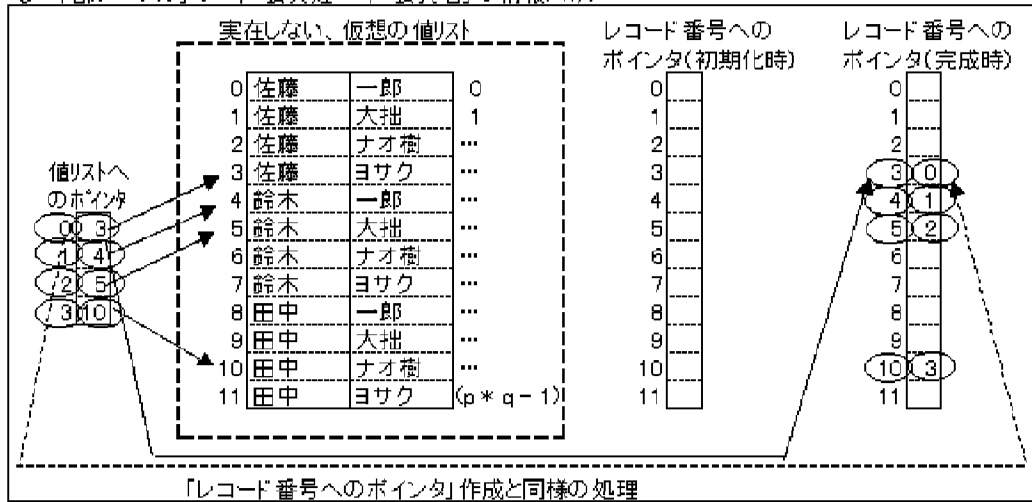 実在しない、仮想の値リスト
レコード番号への
ポインタ(初期化時)
レコード番号への
ポインタ(完成時)
値リストへ
のポインタ
0 3
1 4
2 5
3 10
0 佐藤 一郎 0
1 佐藤 大拙 1
2 佐藤 ナオ樹 …
3 佐藤 ヨサク …
4 鈴木 一郎 …
5 鈴木 大拙 …
6 鈴木 ナオ樹 …
7 鈴木 ヨサク …
8 田中 一郎 …
9 田中 大拙 …
10 田中 ナオ樹 …
11 田中 ヨサク (p * q - 1)
0
1
2
3
4
5
6
7
8
9
10
11
0
1
2
3 0
4 1
5 2
6
7
8
9
10 3
11
「レコード番号へのポインタ」作成と同様の処理